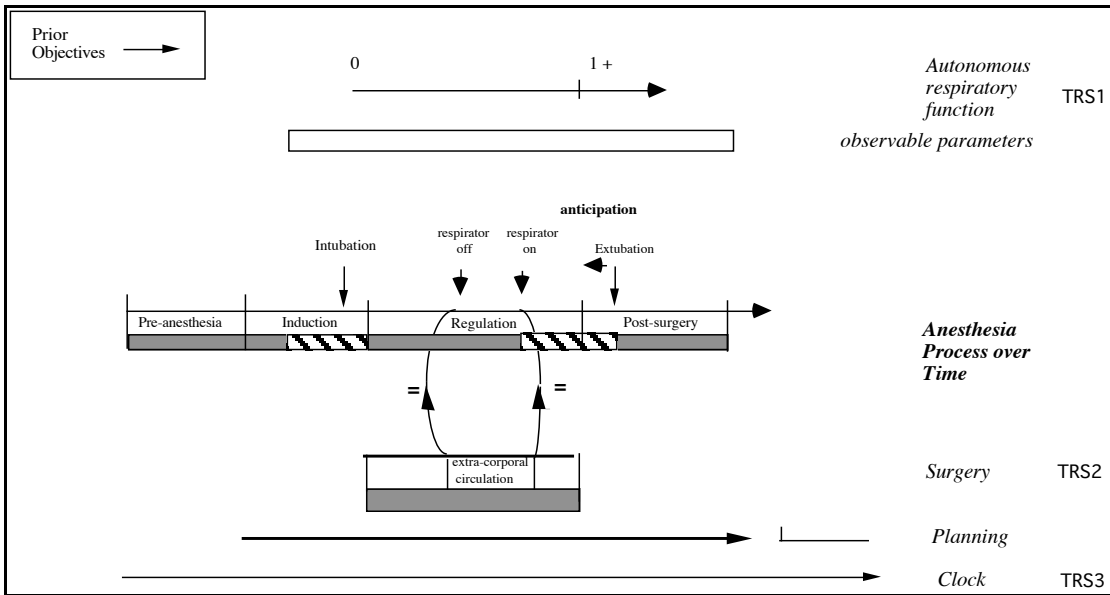 Prior
Objectives
0
1 +
Autonomous
respiratory
function
TRS1
observable parameters
anticipation
Intubation
respirator
off
respirator
on
Extubation
Pre-anesthesia
Induction
Regulation
Post-surgery
Anesthesia
Process over
Time
=
=
extra-corporal
circulation
Surgery
TRS2
Planning
Clock
TRS3